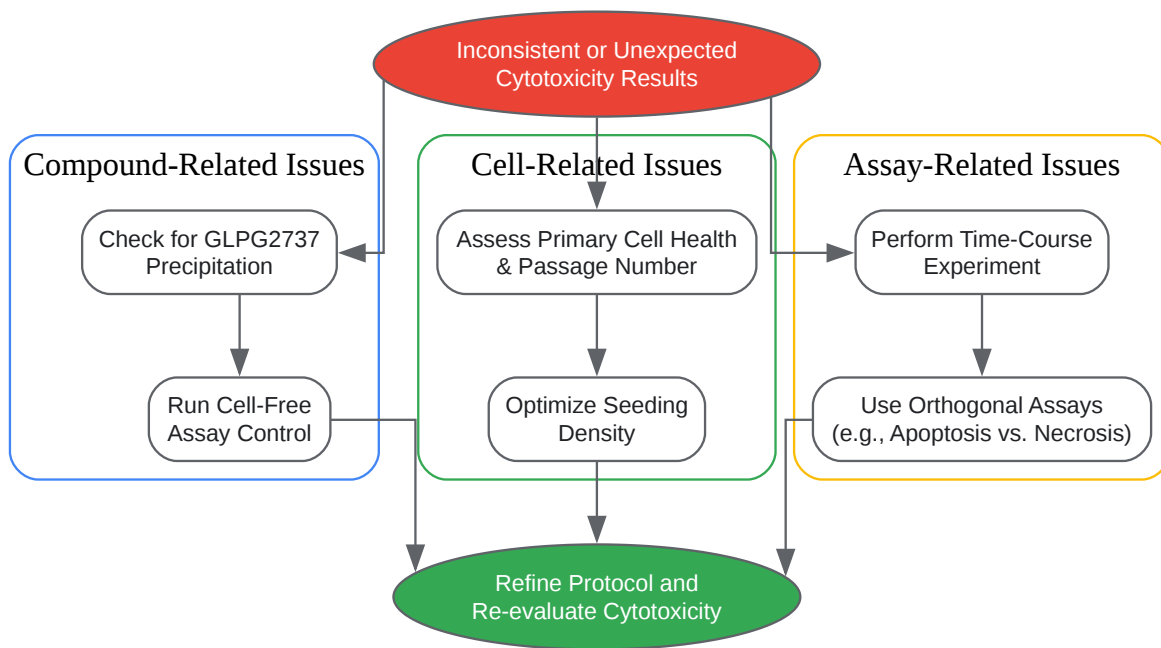 Inconsistent or Unexpected
Cytotoxicity Results
Compound-Related Issues
Check for GLPG2737
Precipitation
Run Cell-Free
Assay Control
Cell-Related Issues
Assess Primary Cell Health
& Passage Number
Optimize Seeding
Density
Assay-Related Issues
Perform Time-Course
Experiment
Use Orthogonal Assays
(e.g., Apoptosis vs. Necrosis)
Refine Protocol and
Re-evaluate Cytotoxicity